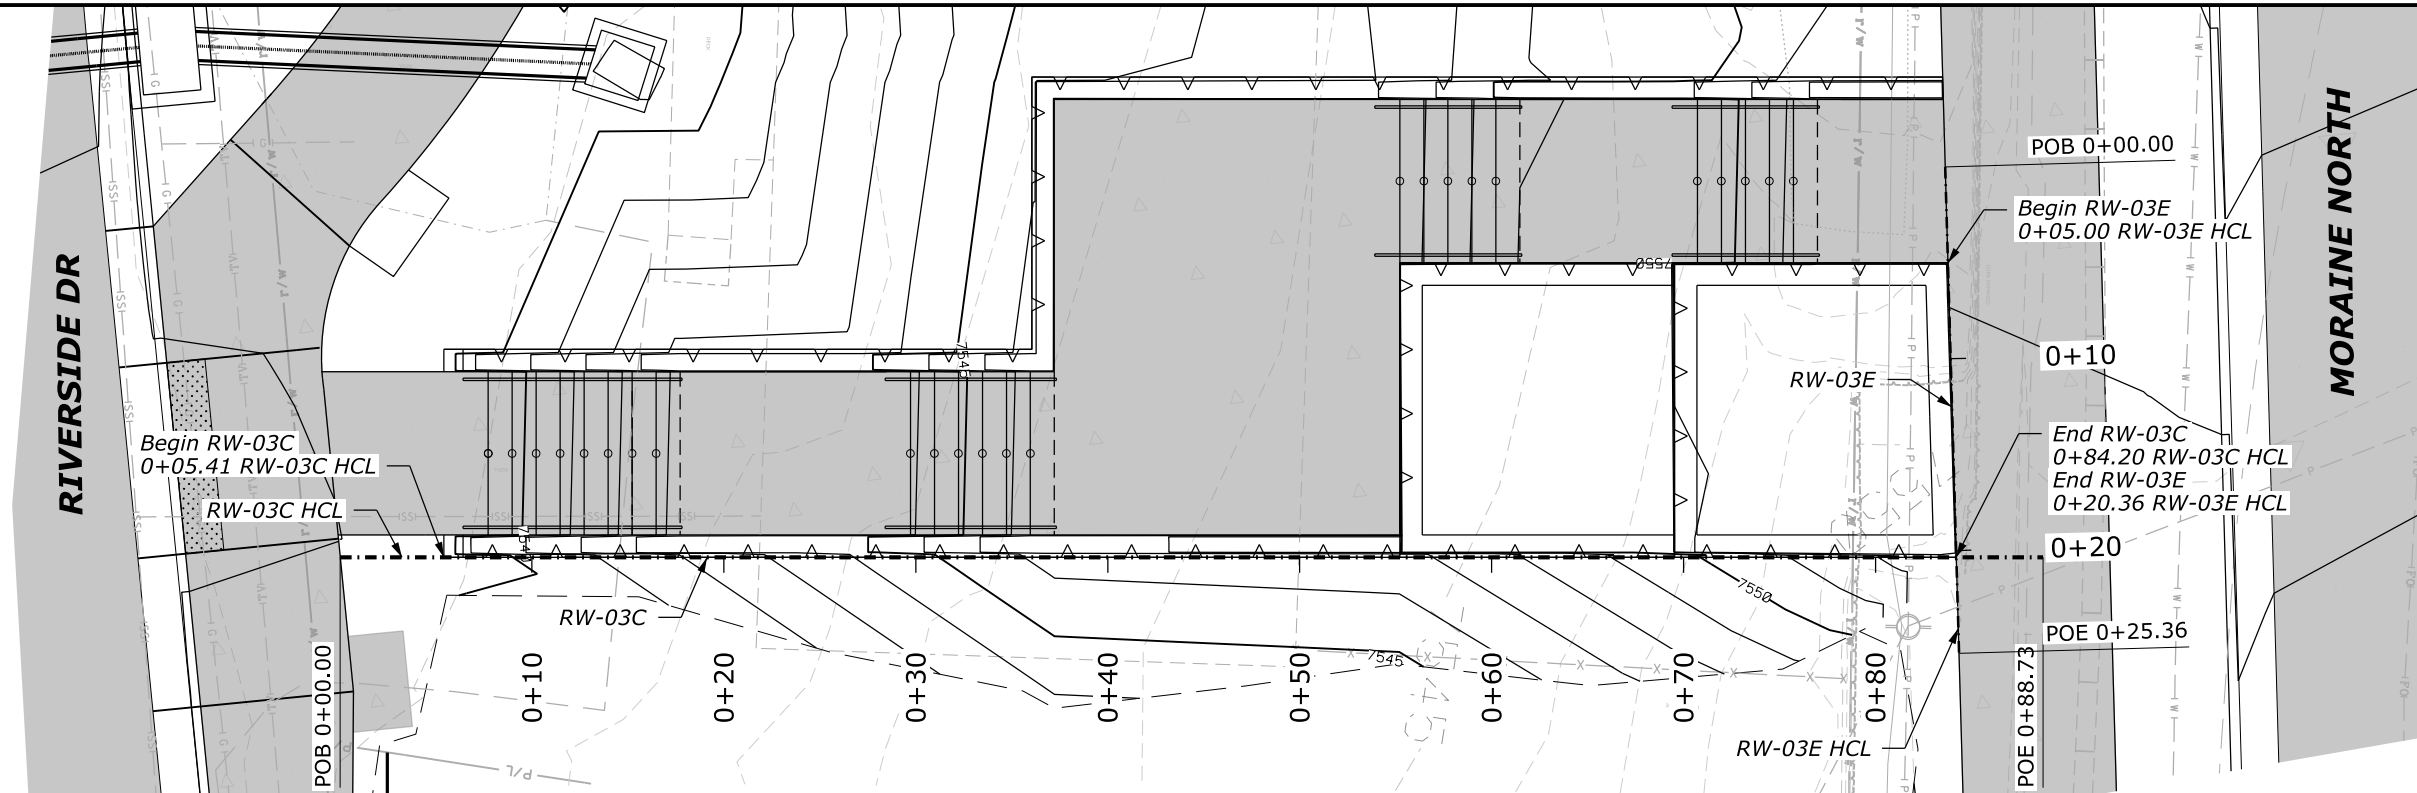 RIVERSIDE DR
MORAINE NORTH
POB 0+00.00
Begin RW-03E
0+05.00 RW-03E HCL
7550
7545
0+10
RW-03E
Begin RW-03C
0+05.41 RW-03C HCL
RW-03C HCL
End RW-03C
0+84.20 RW-03C HCL
End RW-03E
0+20.36 RW-03E HCL
0+20
7550
RW-03C
7545
POE 0+25.36
POB 0+00.00
0+10
0+20
0+30
0+40
0+50
0+60
0+70
0+80
POE 0+88.73
RW-03E HCL
P/L
r/w
r/w